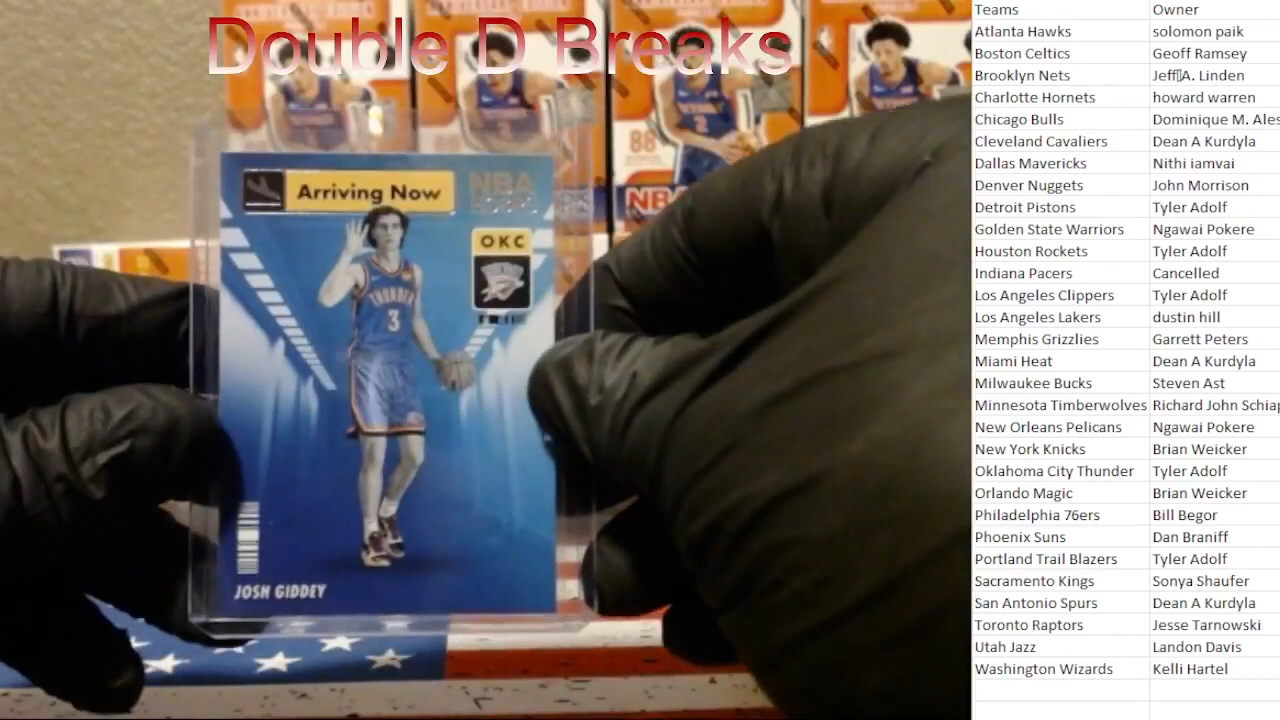 Double D Breaks
Arriving Now
NBA
OKC
THUNDER
3
JOSH GIDDEY
88
NB
Teams Owner
Atlanta Hawks solomon paik
Boston Celtics Geoff Ramsey
Brooklyn Nets Jeff▯A. Linden
Charlotte Hornets howard warren
Chicago Bulls Dominique M. Ales
Cleveland Cavaliers Dean A Kurdyla
Dallas Mavericks Nithi iamvai
Denver Nuggets John Morrison
Detroit Pistons Tyler Adolf
Golden State Warriors Ngawai Pokere
Houston Rockets Tyler Adolf
Indiana Pacers Cancelled
Los Angeles Clippers Tyler Adolf
Los Angeles Lakers dustin hill
Memphis Grizzlies Garrett Peters
Miami Heat Dean A Kurdyla
Milwaukee Bucks Steven Ast
Minnesota Timberwolves Richard John Schiap
New Orleans Pelicans Ngawai Pokere
New York Knicks Brian Weicker
Oklahoma City Thunder Tyler Adolf
Orlando Magic Brian Weicker
Philadelphia 76ers Bill Begor
Phoenix Suns Dan Braniff
Portland Trail Blazers Tyler Adolf
Sacramento Kings Sonya Shaufer
San Antonio Spurs Dean A Kurdyla
Toronto Raptors Jesse Tarnowski
Utah Jazz Landon Davis
Washington Wizards Kelli Hartel